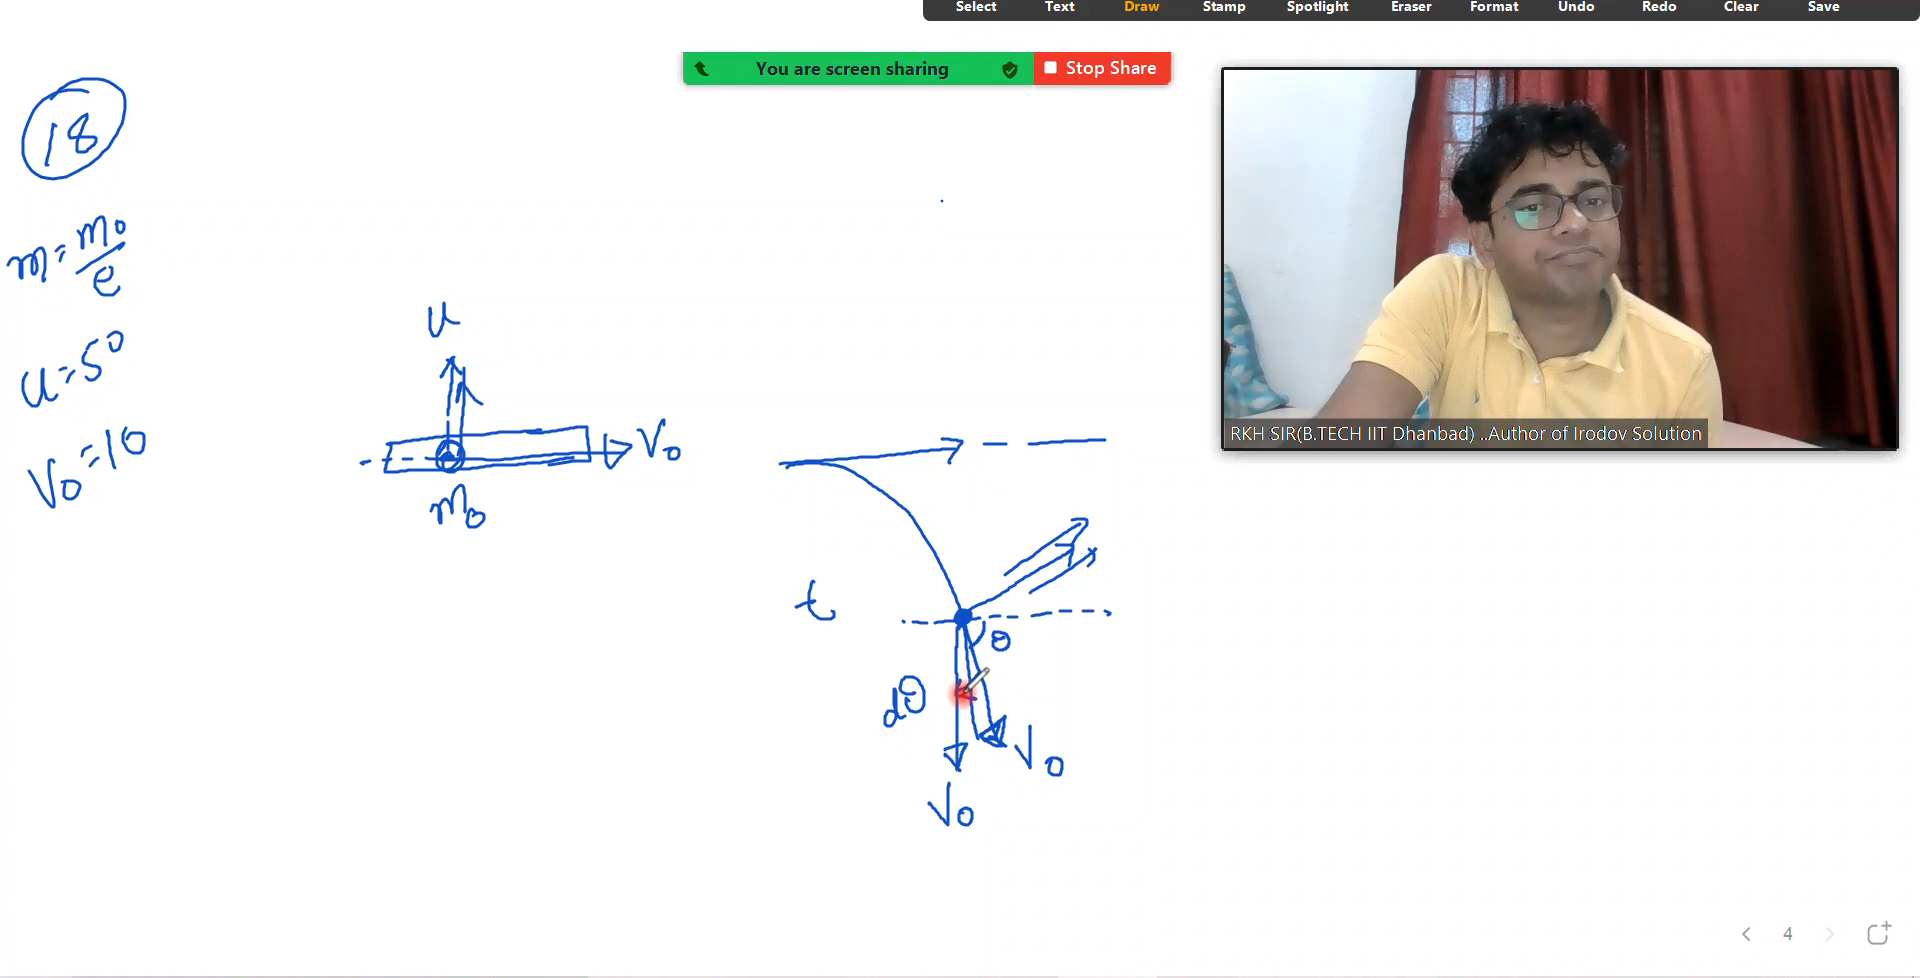 Select Text Draw Stamp Spotlight Eraser Format Undo Redo Clear Save
You are screen sharing Stop Share
18
m = m0/e
u = 50
V0 = 10
u
V0
m0
t
θ
dθ
V0
V0
RKH SIR(B.TECH IIT Dhanbad) ..Author of Irodov Solution
4